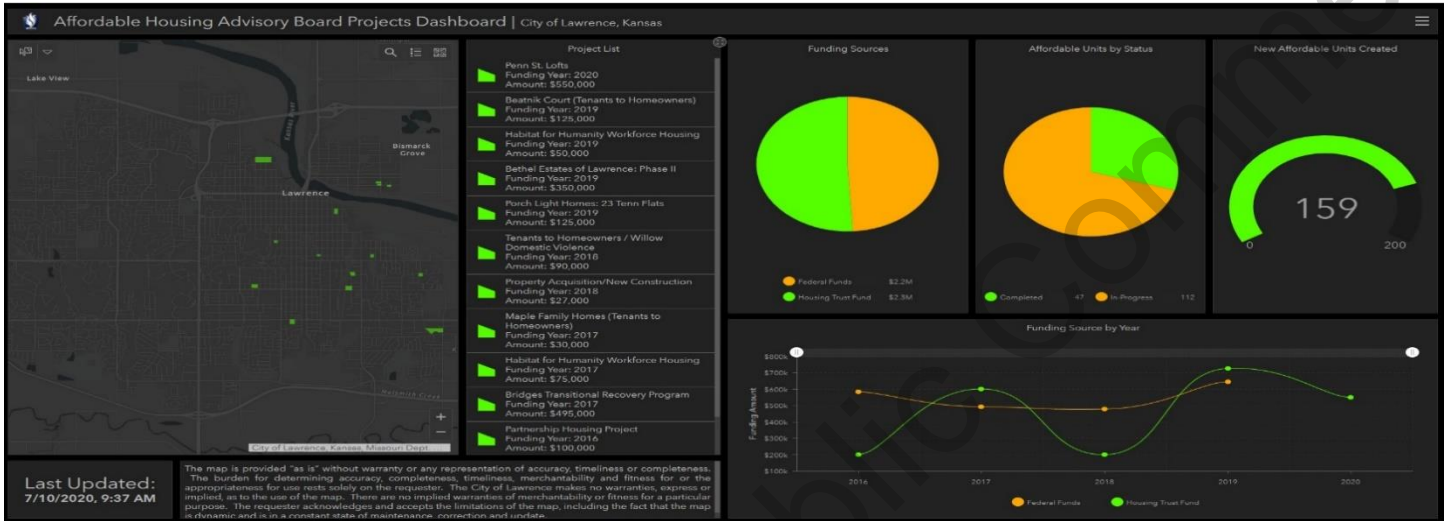 Affordable Housing Advisory Board Projects Dashboard | City of Lawrence, Kansas
Lake View
Kansas River
Bismarck
Grove
Lawrence
City of Lawrence, Kansas, Missouri Dept.
Project List
Penn St. Lofts
Funding Year: 2020
Amount: $550,000
Beatnik Court (Tenants to Homeowners)
Funding Year: 2019
Amount: $125,000
Habitat for Humanity Workforce Housing
Funding Year: 2019
Amount: $50,000
Bethel Estates of Lawrence: Phase II
Funding Year: 2019
Amount: $350,000
Porch Light Homes: 23 Tenn Flats
Funding Year: 2019
Amount: $125,000
Tenants to Homeowners / Willow
Domestic Violence
Funding Year: 2018
Amount: $90,000
Property Acquisition/New Construction
Funding Year: 2018
Amount: $27,000
Maple Family Homes (Tenants to
Homeowners)
Funding Year: 2017
Amount: $30,000
Habitat for Humanity Workforce Housing
Funding Year: 2017
Amount: $75,000
Bridges Transitional Recovery Program
Funding Year: 2017
Amount: $495,000
Partnership Housing Project
Funding Year: 2016
Amount: $100,000
Funding Sources
Federal Funds $2.2M
Housing Trust Fund $2.3M
Affordable Units by Status
Completed 47 In-Progress 112
New Affordable Units Created
159
0 200
Funding Source by Year
Funding Amount
$800k
$700k
$600k
$500k
$400k
$300k
$200k
$100k
2016 2017 2018 2019 2020
Federal Funds Housing Trust Fund
Last Updated:
7/10/2020, 9:37 AM
The map is provided "as is" without warranty or any representation of accuracy, timeliness or completeness.
The burden for determining accuracy, completeness, timeliness, merchantability and fitness for or the
appropriateness for use rests solely on the requester. The City of Lawrence makes no warranties, express or
implied, as to the use of the map. There are no implied warranties of merchantability or fitness for a particular
purpose. The requester acknowledges and accepts the limitations of the map, including the fact that the map
is dynamic and is in a constant state of maintenance, correction and update.